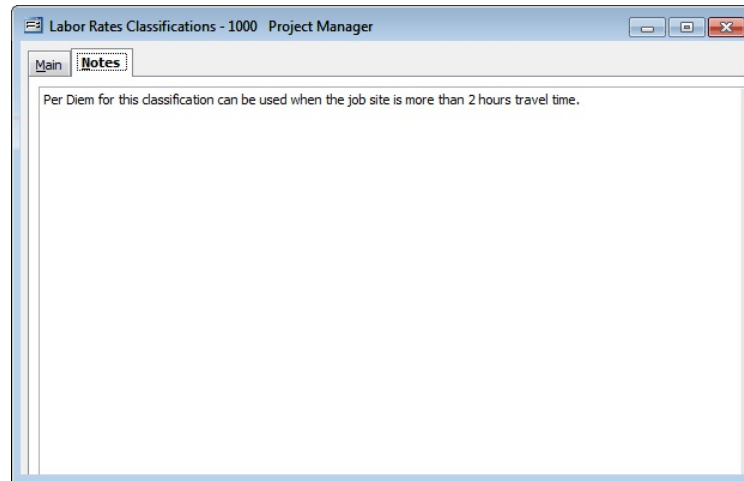 Labor Rates Classifications - 1000   Project Manager
Main Notes
Per Diem for this classification can be used when the job site is more than 2 hours travel time.